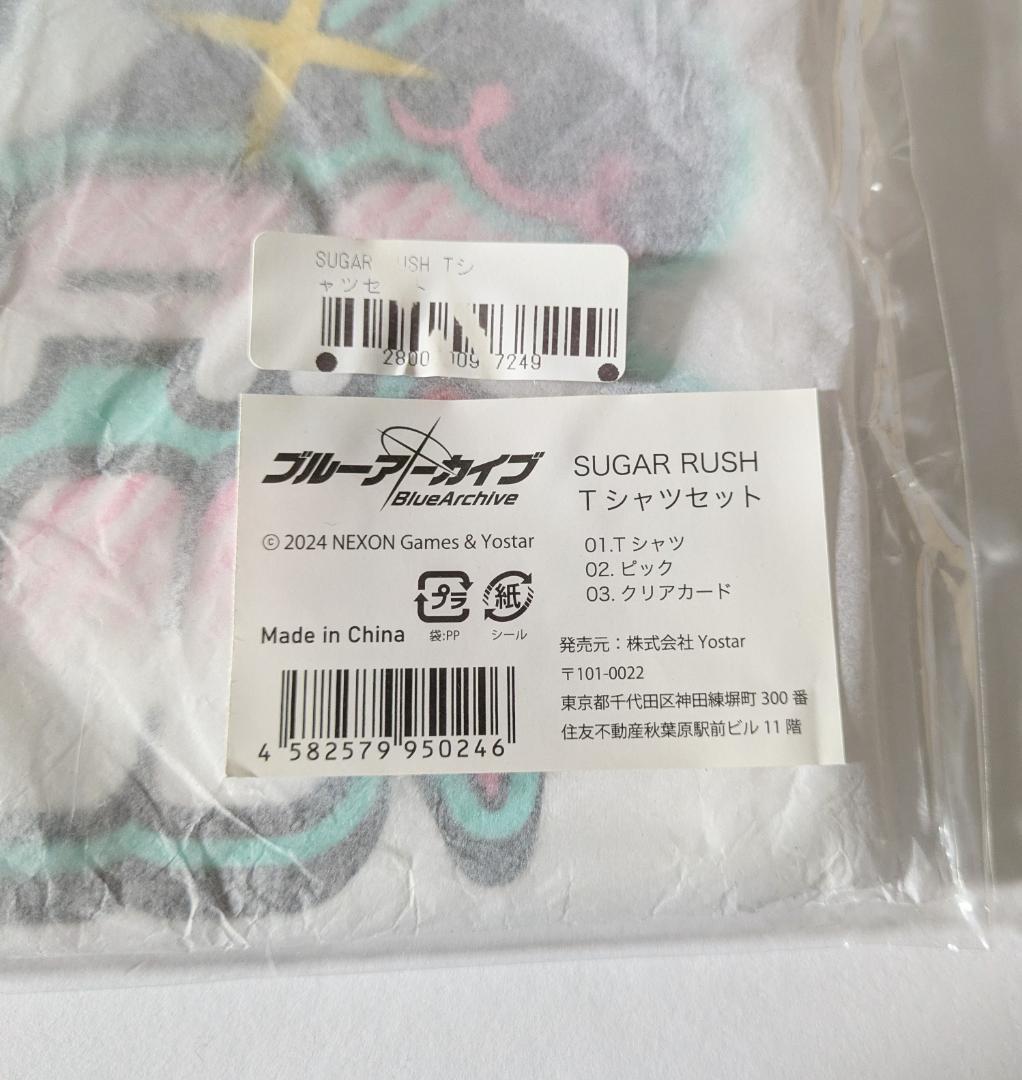 SUGAR USH Tシ
ャツセ
2800 109 7249
ブルーアーカイブ
BlueArchive
© 2024 NEXON Games & Yostar
プラ
紙
袋:PP
シール
Made in China
4 582579 950246
SUGAR RUSH
Tシャツセット
01.Tシャツ
02.ピック
03.クリアカード
発売元:株式会社 Yostar
〒101-0022
東京都千代田区神田練塀町 300 番
住友不動産秋葉原駅前ビル 11 階